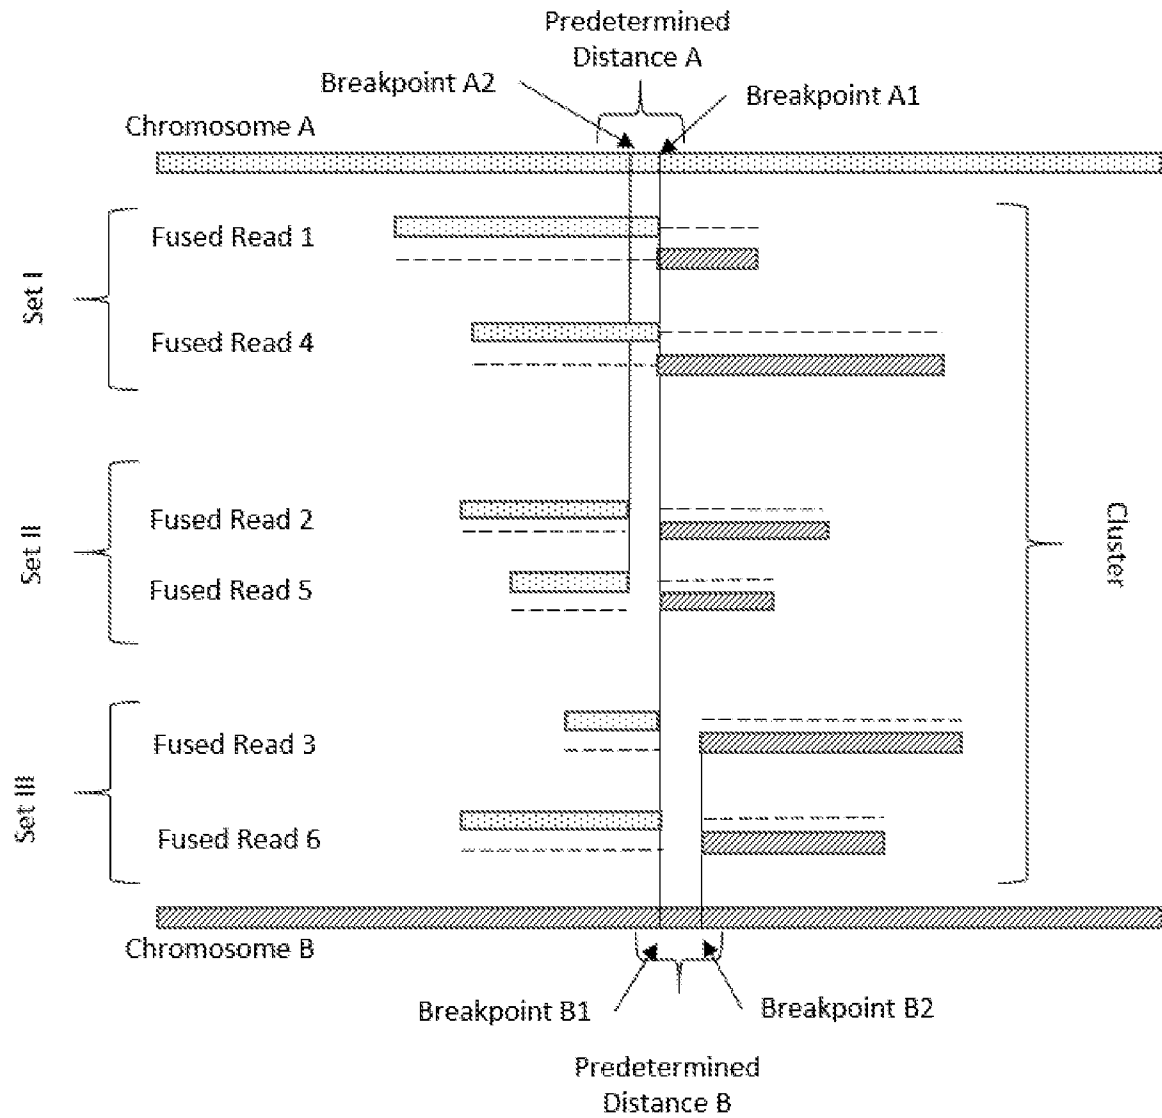 Predetermined
Distance A
Breakpoint A2
Breakpoint A1
Chromosome A
Set I
Fused Read 1
Fused Read 4
Set II
Fused Read 2
Fused Read 5
Cluster
Set III
Fused Read 3
Fused Read 6
Chromosome B
Breakpoint B1
Breakpoint B2
Predetermined
Distance B